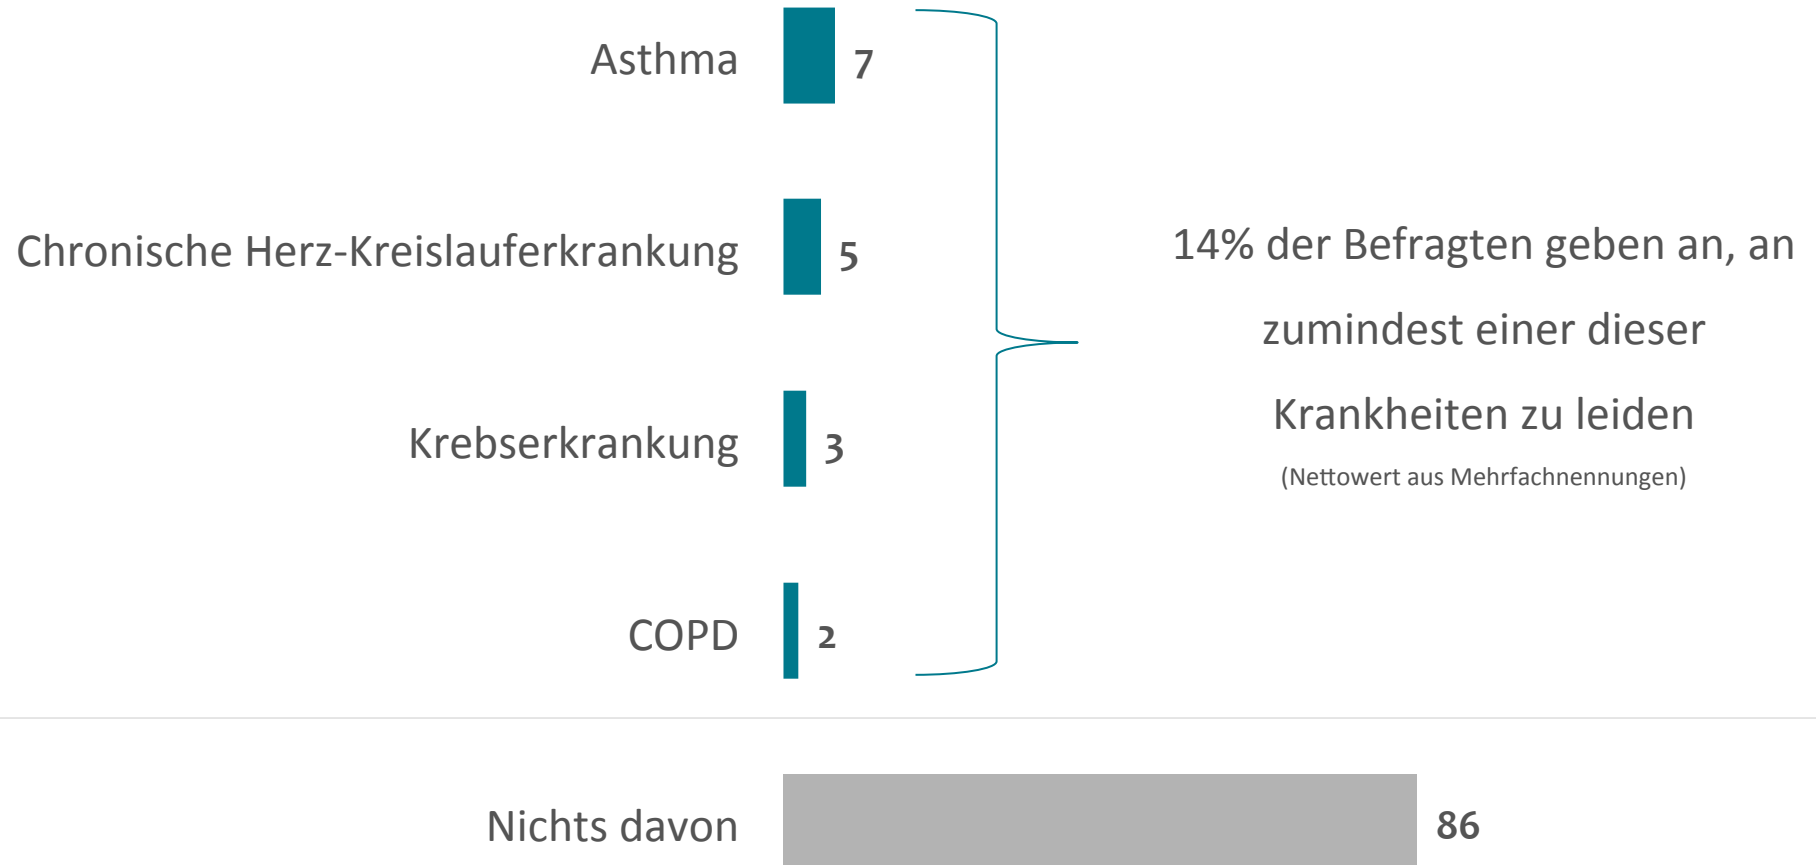 Asthma 7
Chronische Herz-Kreislauferkrankung 5
14% der Befragten geben an, an
zumindest einer dieser
Krankheiten zu leiden
(Nettowert aus Mehrfachnennungen)
Krebserkrankung 3
COPD 2
Nichts davon 86